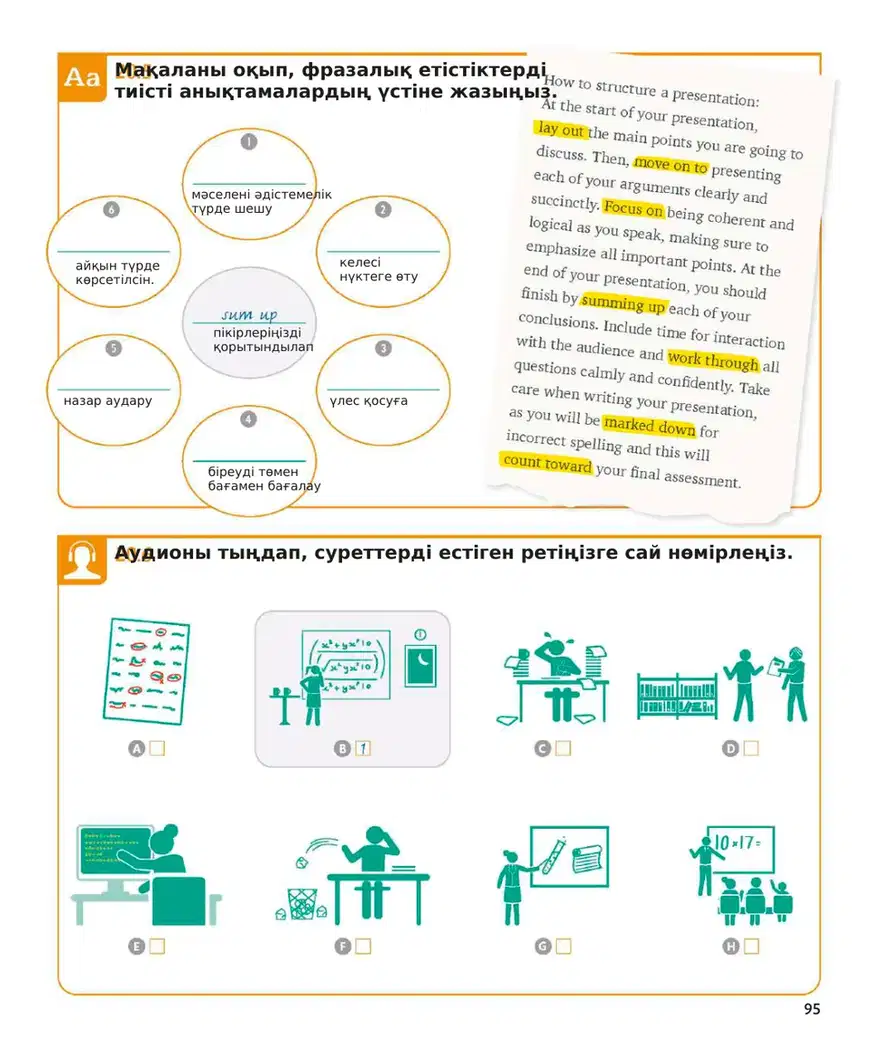 Aa
Мақаланы оқып, фразалық етістіктерді
тиісті анықтамалардың үстіне жазыңыз.
How to structure a presentation:
At the start of your presentation,
lay out the main points you are going to
discuss. Then, move on to presenting
each of your arguments clearly and
succinctly. Focus on being coherent and
logical as you speak, making sure to
emphasize all important points. At the
end of your presentation, you should
finish by summing up each of your
conclusions. Include time for interaction
with the audience and work through all
questions calmly and confidently. Take
care when writing your presentation,
as you will be marked down for
incorrect spelling and this will
count toward your final assessment.
1
мәселені әдістемелік
түрде шешу
2
келесі
нүктеге өту
3
үлес қосуға
4
біреуді төмен
бағамен бағалау
5
назар аудару
6
айқын түрде
көрсетілсін.
sum up
пікірлеріңізді
қорытындылап
Аудионы тыңдап, суреттерді естіген ретіңізге сай нөмірлеңіз.
A
B 1
C
D
E
F
G
10×17=
H
95